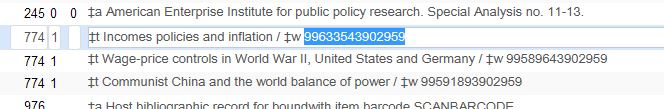 245 0 0 ‡a American Enterprise Institute for public policy research. Special Analysis no. 11-13.
774 1 ‡t Incomes policies and inflation / ‡w 99633543902959
774 1 ‡t Wage-price controls in World War II, United States and Germany / ‡w 99589643902959
774 1 ‡t Communist China and the world balance of power / ‡w 99591893902959
976 ‡a Host bibliographic record for boundwith item barcode SCANBARCODE